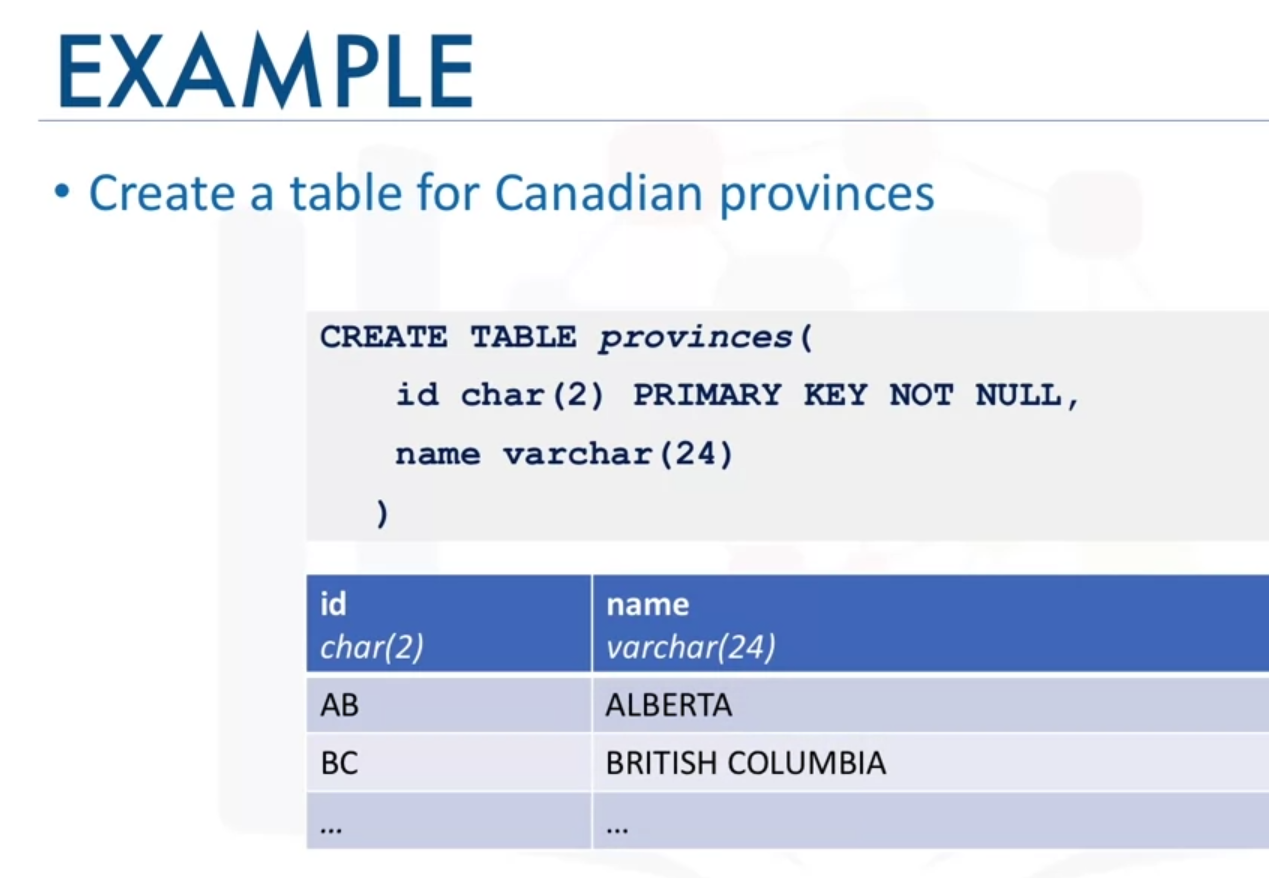 EXAMPLE
• Create a table for Canadian provinces
CREATE TABLE provinces(
id char(2) PRIMARY KEY NOT NULL,
name varchar(24)
)
id name
char(2) varchar(24)
AB ALBERTA
BC BRITISH COLUMBIA
... ...